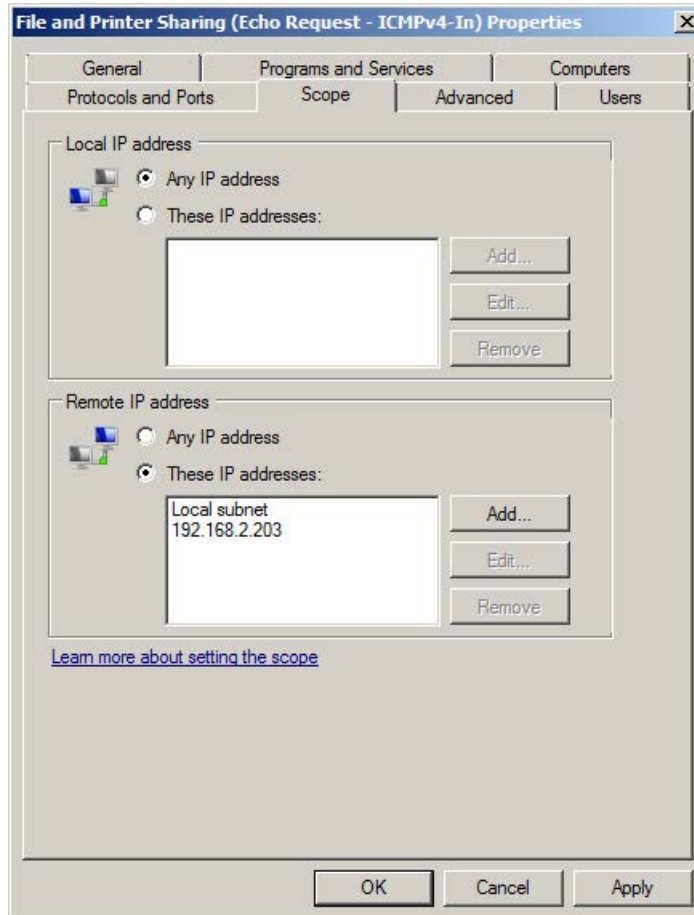 File and Printer Sharing (Echo Request - ICMPv4-In) Properties
General Programs and Services Computers
Protocols and Ports Scope Advanced Users
Local IP address
Any IP address
These IP addresses:
Add...
Edit...
Remove
Remote IP address
Any IP address
These IP addresses:
Local subnet
192.168.2.203
Add...
Edit...
Remove
Learn more about setting the scope
OK Cancel Apply